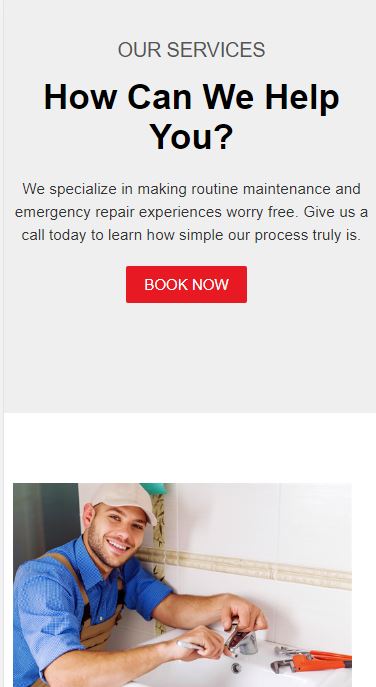 OUR SERVICES
How Can We Help
You?
We specialize in making routine maintenance and
emergency repair experiences worry free. Give us a
call today to learn how simple our process truly is.
BOOK NOW